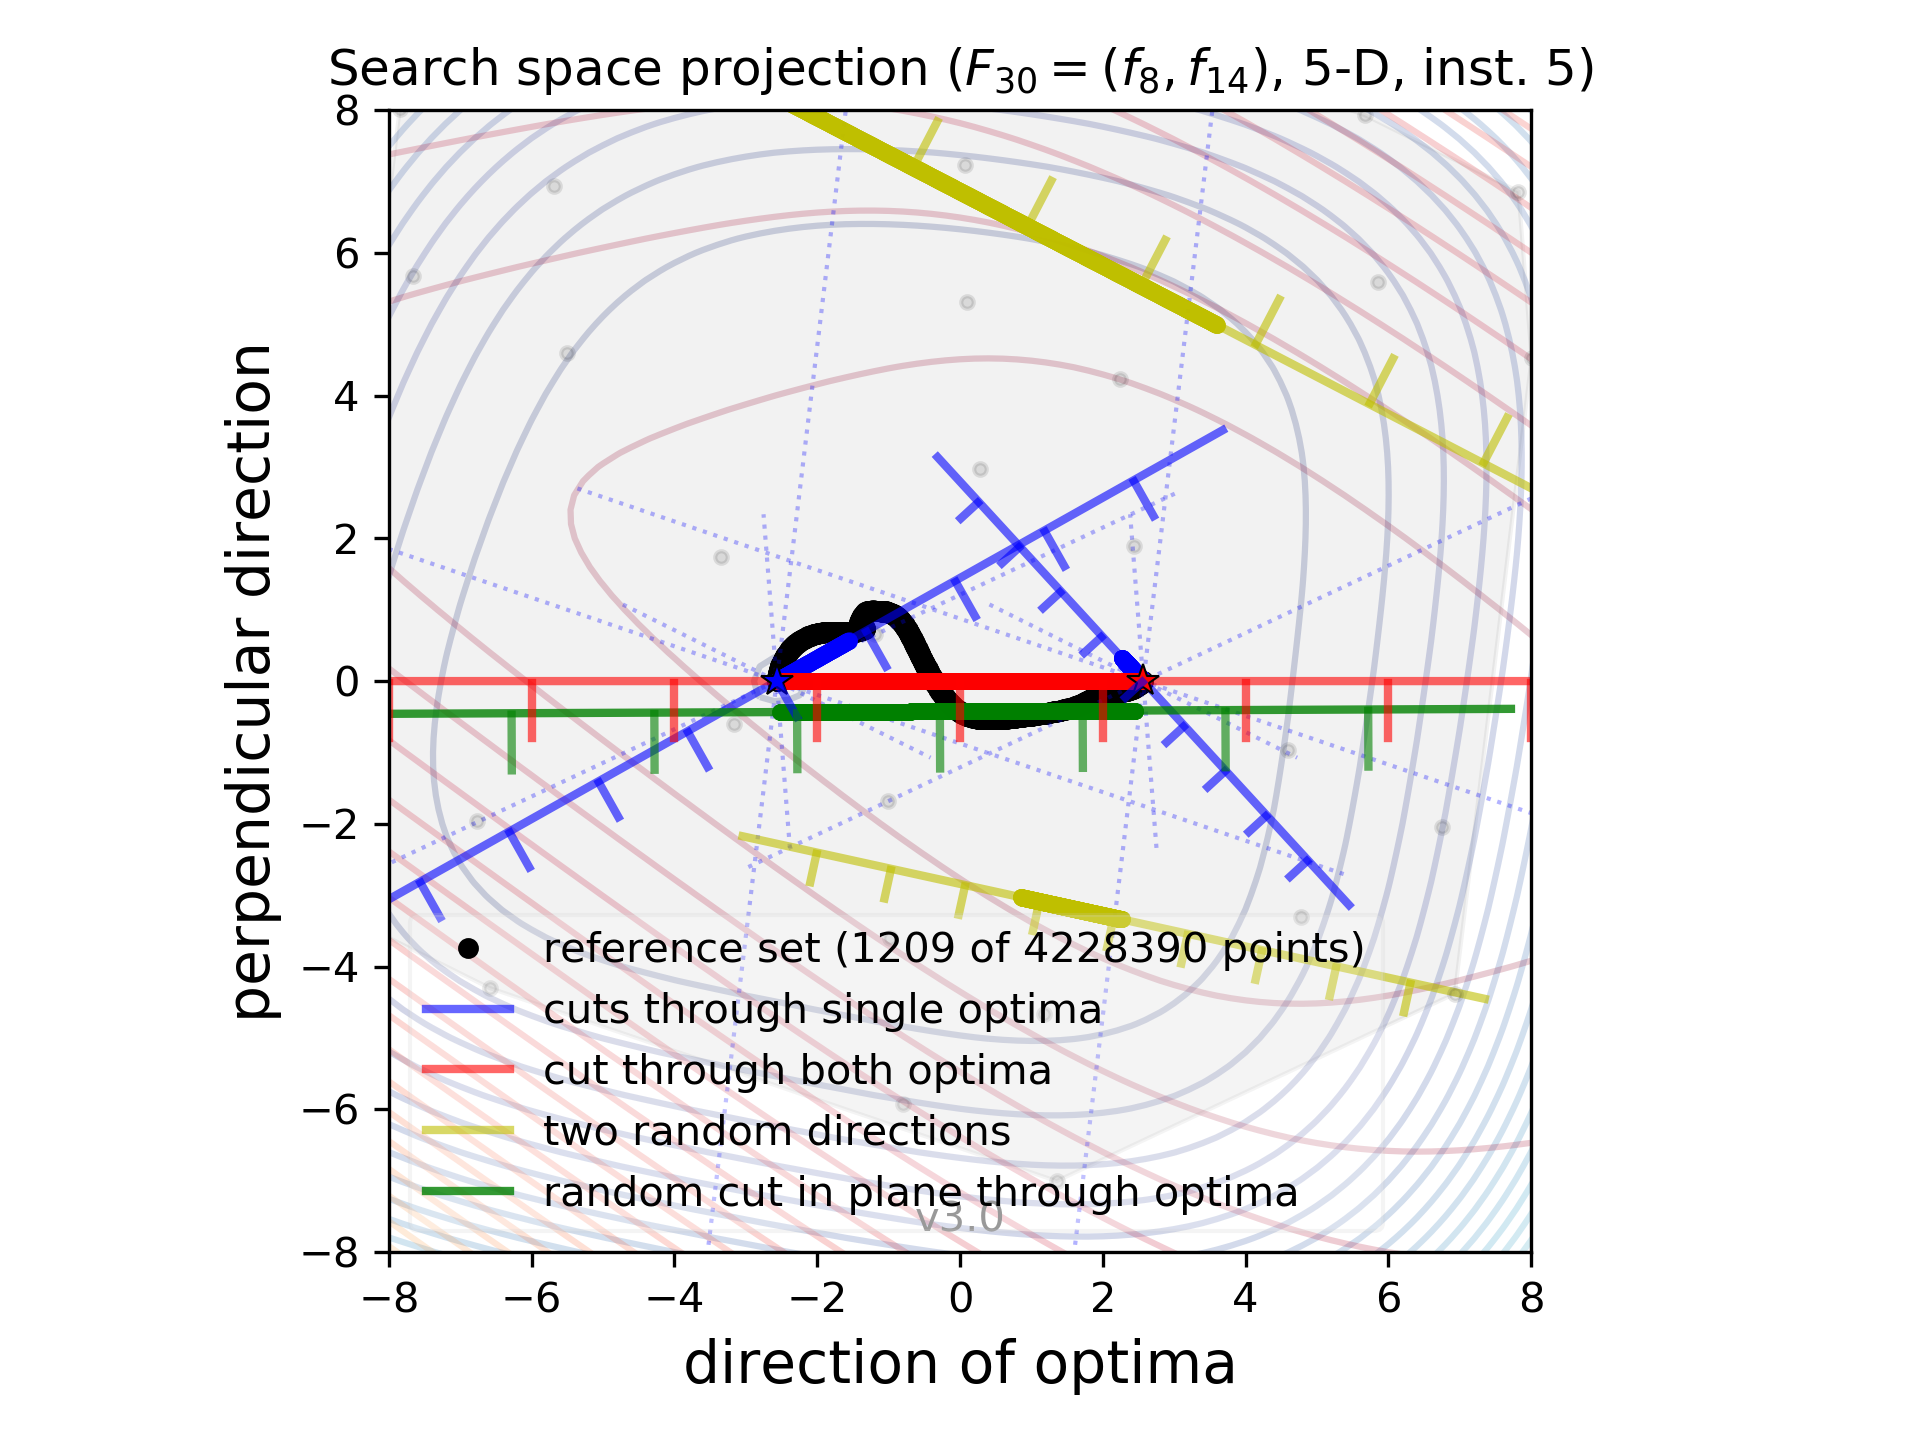 Search space projection (F30 = (f8, f14), 5-D, inst. 5)
8
6
4
2
0
−2
−4
−6
−8
perpendicular direction
reference set (1209 of 4228390 points)
cuts through single optima
cut through both optima
two random directions
random cut in plane through optima
v3.0
−8 −6 −4 −2 0 2 4 6 8
direction of optima